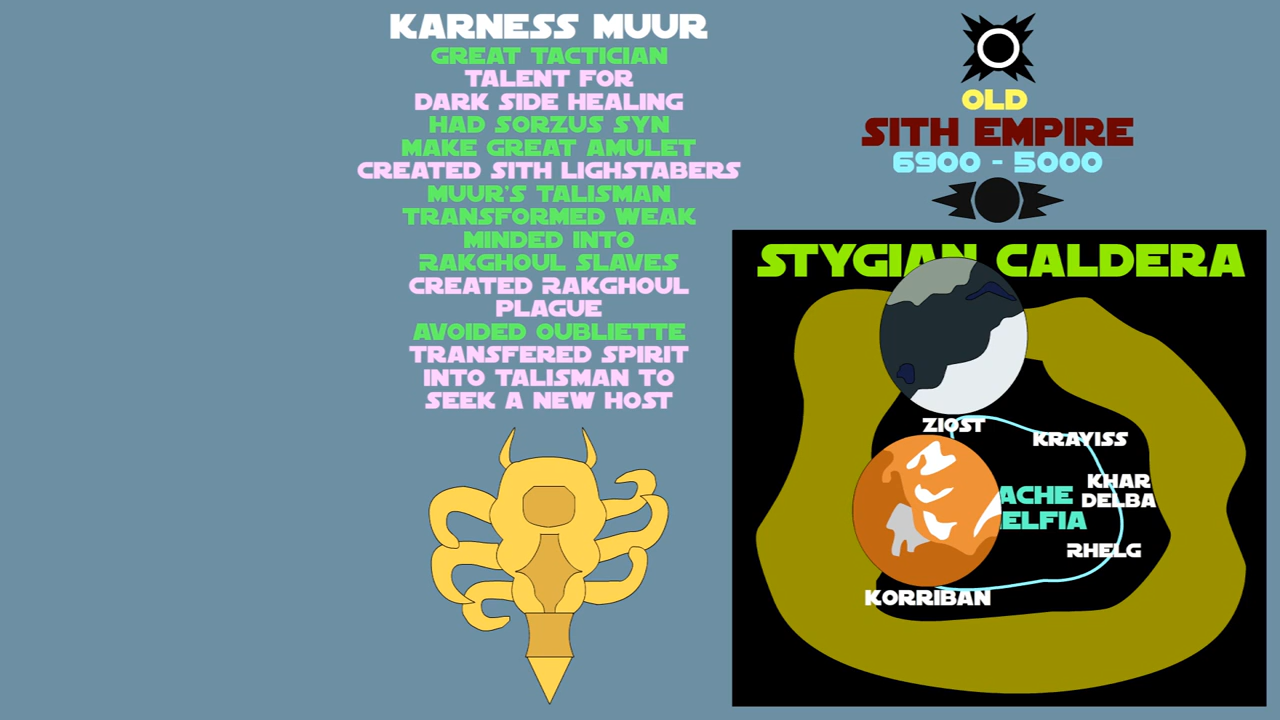 KARNESS MUUR
GREAT TACTICIAN
TALENT FOR
DARK SIDE HEALING
HAD SORZUS SYN
MAKE GREAT AMULET
CREATED SITH LIGHSTABERS
MUUR'S TALISMAN
TRANSFORMED WEAK
MINDED INTO
RAKGHOUL SLAVES
CREATED RAKGHOUL
PLAGUE
AVOIDED OUBLIETTE
TRANSFERED SPIRIT
INTO TALISMAN TO
SEEK A NEW HOST
OLD
SITH EMPIRE
6900 - 5000
STYGIAN CALDERA
ZIOST
KRAYISS
KHAR
DELBA
ACHE
ELFIA
RHELG
KORRIBAN